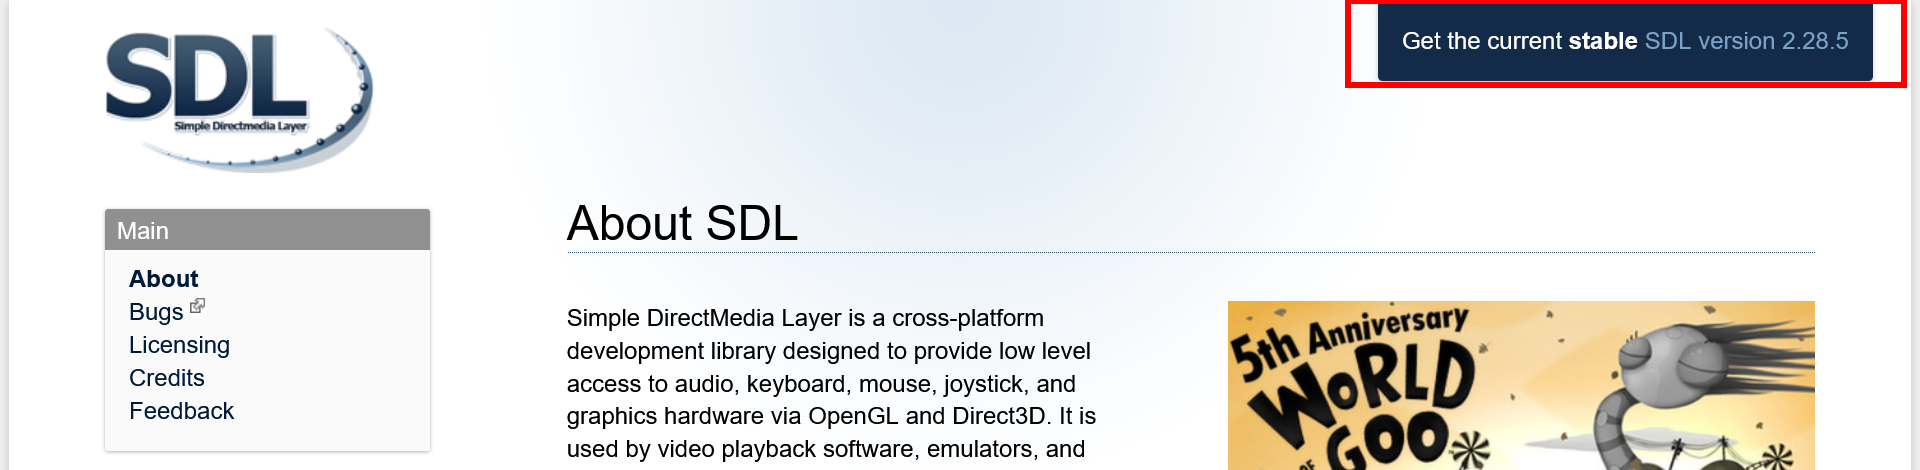 SDL
Simple Directmedia Layer
Get the current stable SDL version 2.28.5
Main
About
Bugs
Licensing
Credits
Feedback
About SDL
Simple DirectMedia Layer is a cross-platform
development library designed to provide low level
access to audio, keyboard, mouse, joystick, and
graphics hardware via OpenGL and Direct3D. It is
used by video playback software, emulators, and
5th Anniversary
WORLD
OF GOO